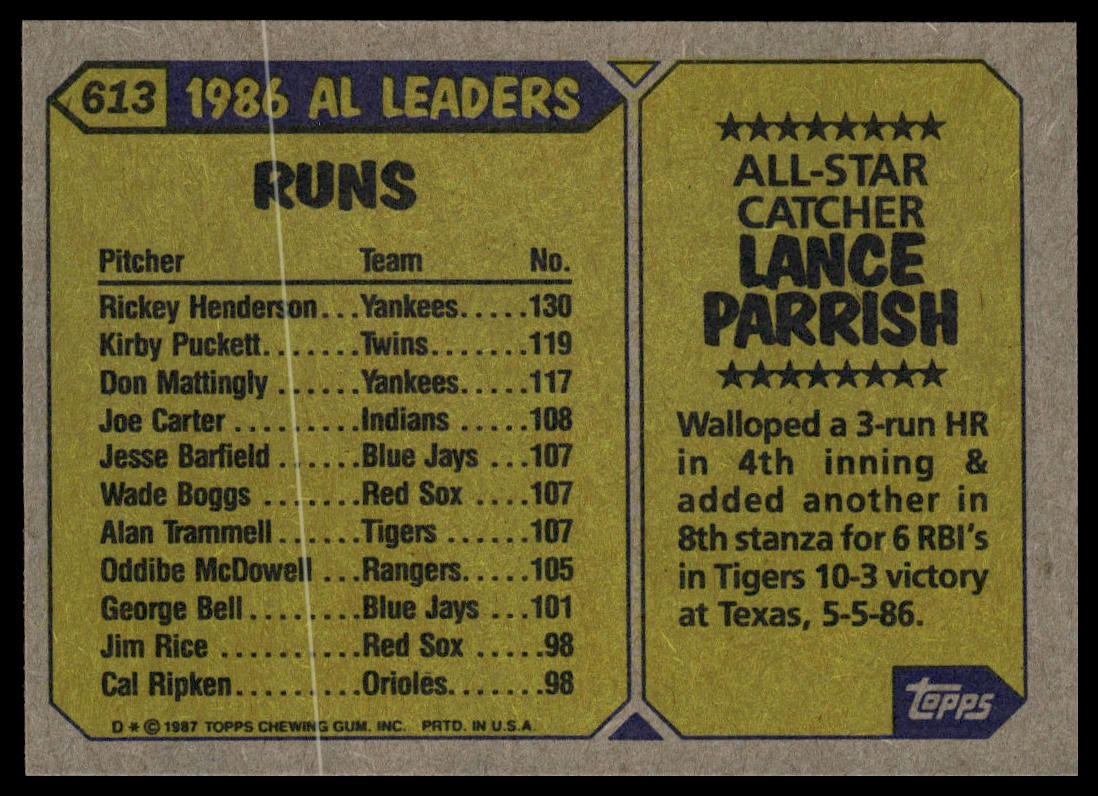 613 1986 AL LEADERS
RUNS
Pitcher Team No.
Rickey Henderson...Yankees.....130
Kirby Puckett.......Twins.......119
Don Mattingly ......Yankees.....117
Joe Carter .........Indians .....108
Jesse Barfield ......Blue Jays ...107
Wade Boggs .......Red Sox ....107
Alan Trammell ......Tigers ......107
Oddibe McDowell ...Rangers.....105
George Bell........Blue Jays ...101
Jim Rice ..........Red Sox .....98
Cal Ripken.........Orioles.......98
D * © 1987 TOPPS CHEWING GUM. INC. PRTD. IN U.S.A.
★★★★★★★★
ALL-STAR
CATCHER
LANCE
PARRISH
★★★★★★★★
Walloped a 3-run HR
in 4th inning &
added another in
8th stanza for 6 RBI's
in Tigers 10-3 victory
at Texas, 5-5-86.
topps